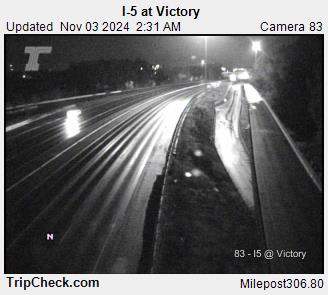 I-5 at Victory
Updated Nov 03 2024 2:31 AM Camera 83
T
N
83 - I5 @ Victory
TripCheck.com Milepost306.80